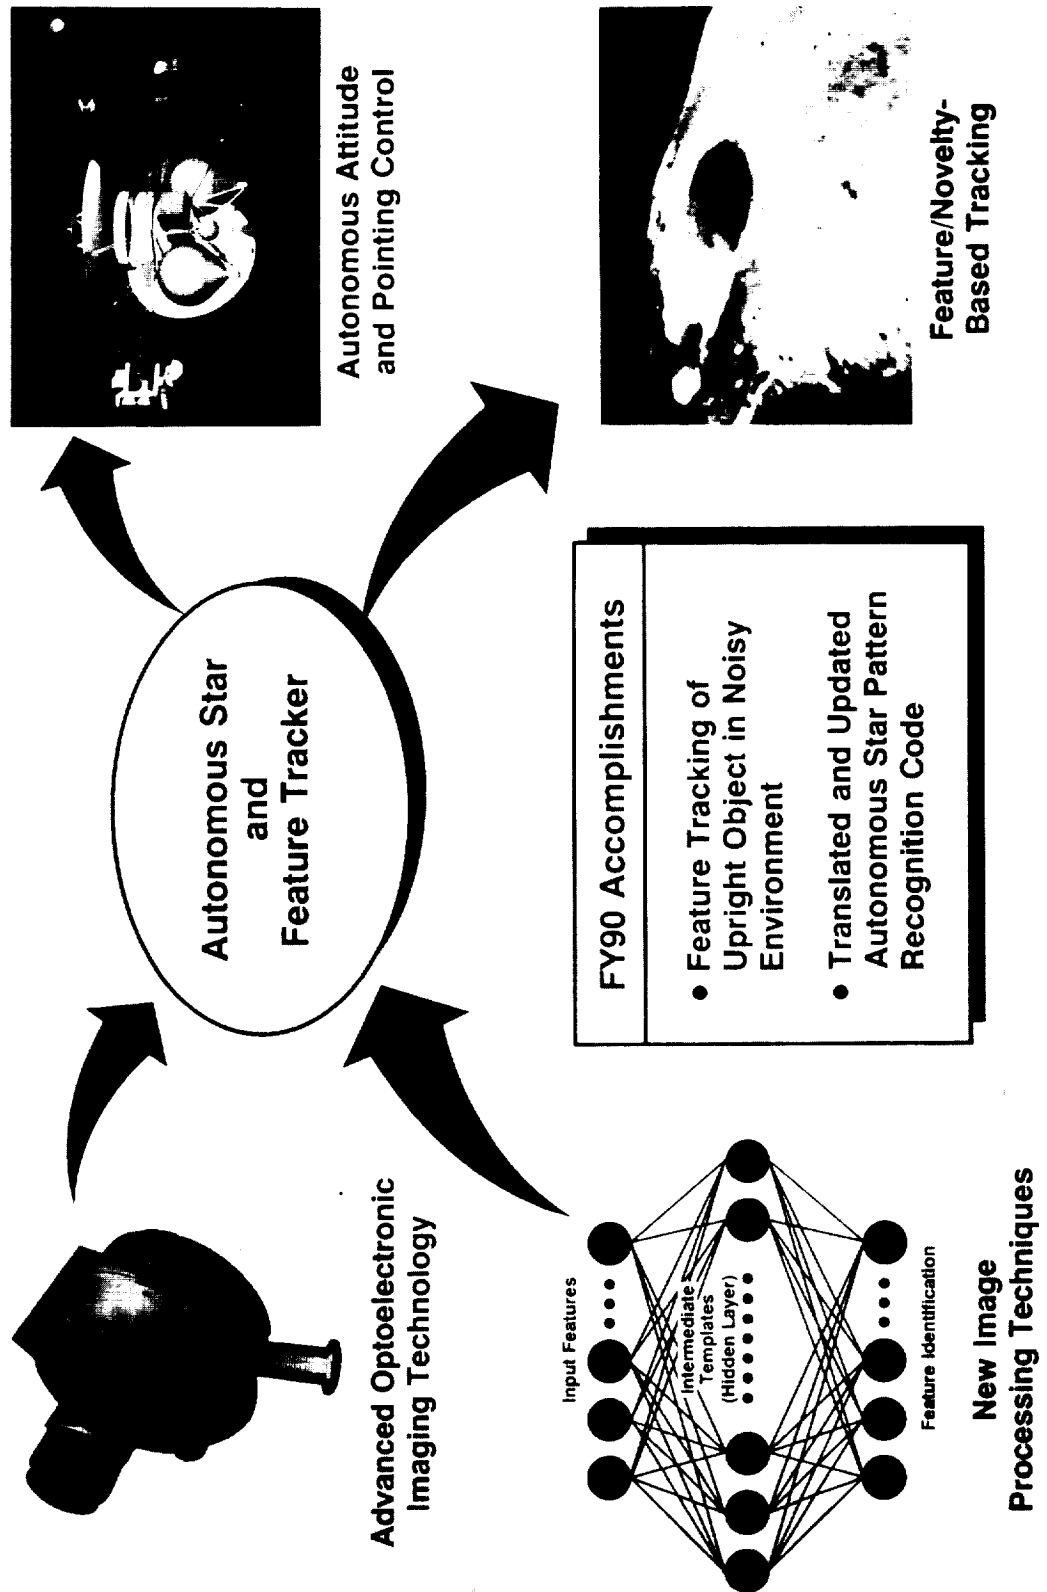 Advanced Optoelectronic
Imaging Technology
Autonomous Star
and
Feature Tracker
Autonomous Attitude
and Pointing Control
Input Features
Intermediate
Templates
(Hidden Layer)
Feature Identification
New Image
Processing Techniques
FY90 Accomplishments
● Feature Tracking of
Upright Object in Noisy
Environment
● Translated and Updated
Autonomous Star Pattern
Recognition Code
Feature/Novelty-
Based Tracking